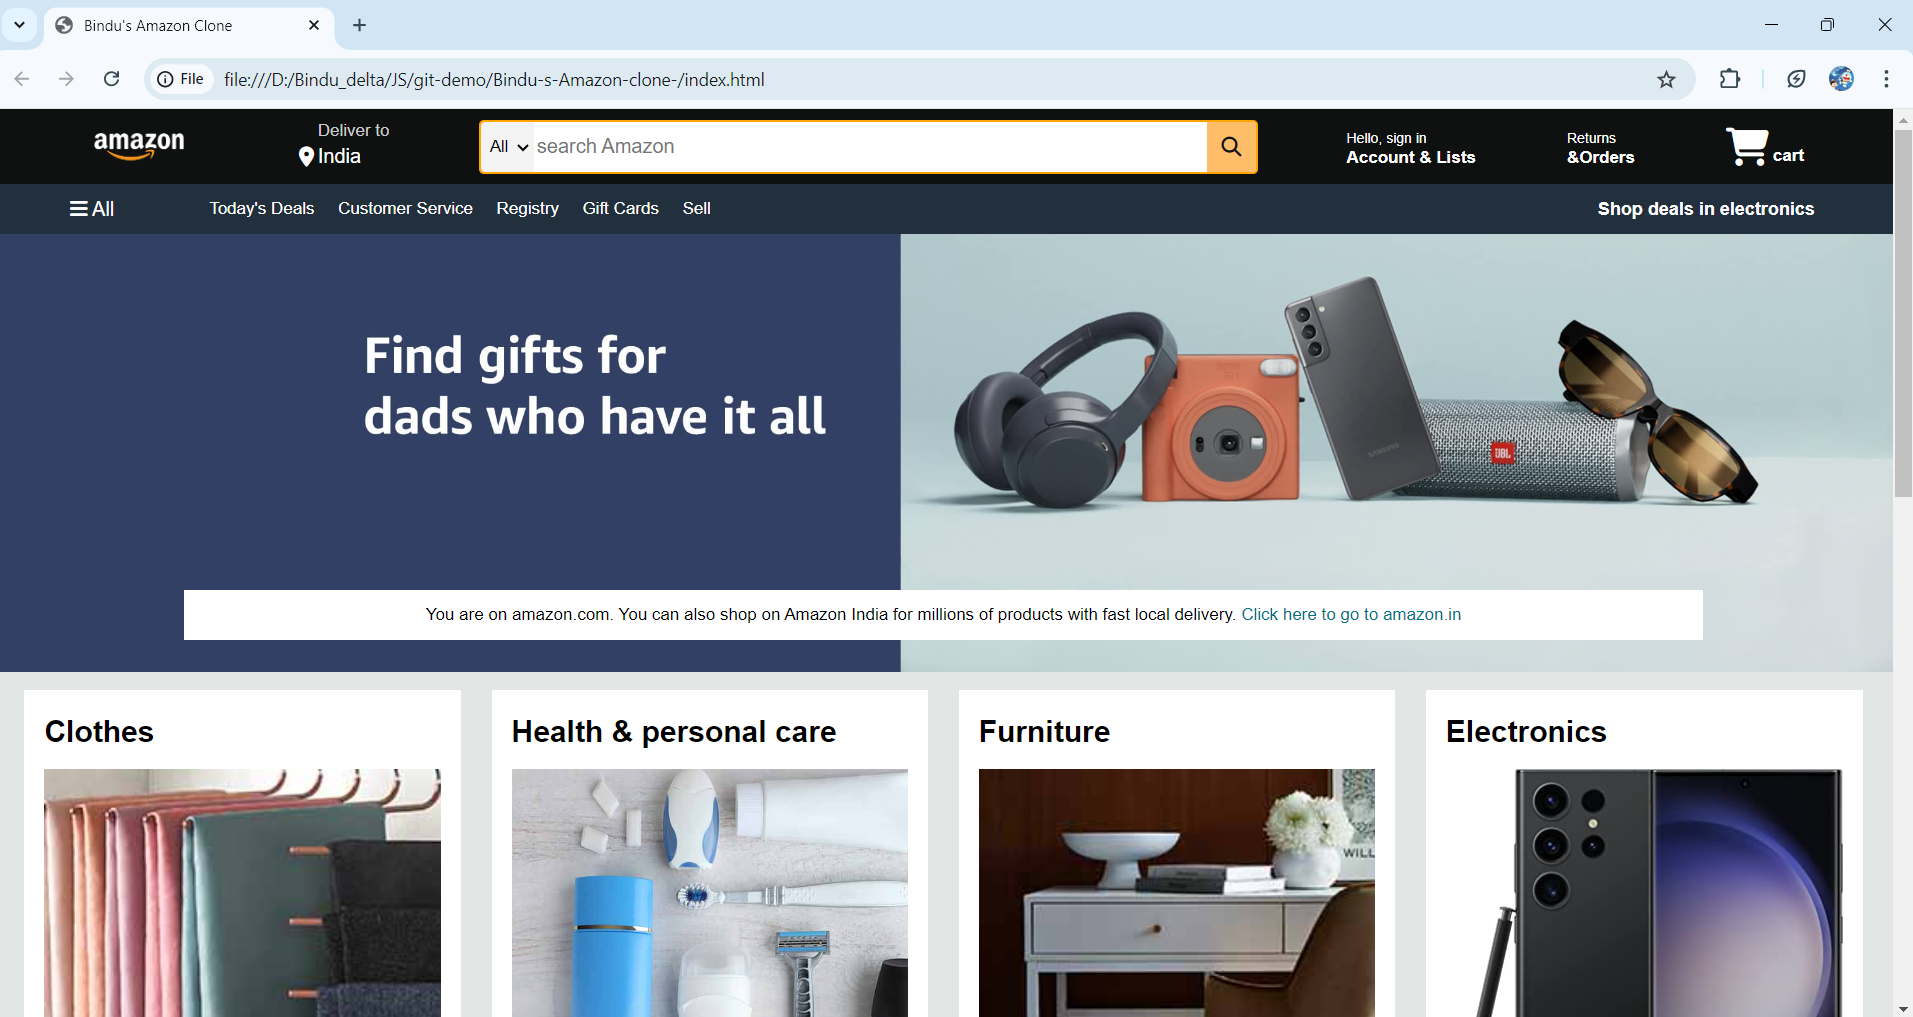 Bindu's Amazon Clone
File file:///D:/Bindu_delta/JS/git-demo/Bindu-s-Amazon-clone-/index.html
amazon
Deliver to
India
All search Amazon
Hello, sign in
Account & Lists
Returns
&Orders
cart
All Today's Deals Customer Service Registry Gift Cards Sell Shop deals in electronics
Find gifts for
dads who have it all
SAMSUNG
JBL
You are on amazon.com. You can also shop on Amazon India for millions of products with fast local delivery. Click here to go to amazon.in
Clothes Health & personal care Furniture Electronics
WILL